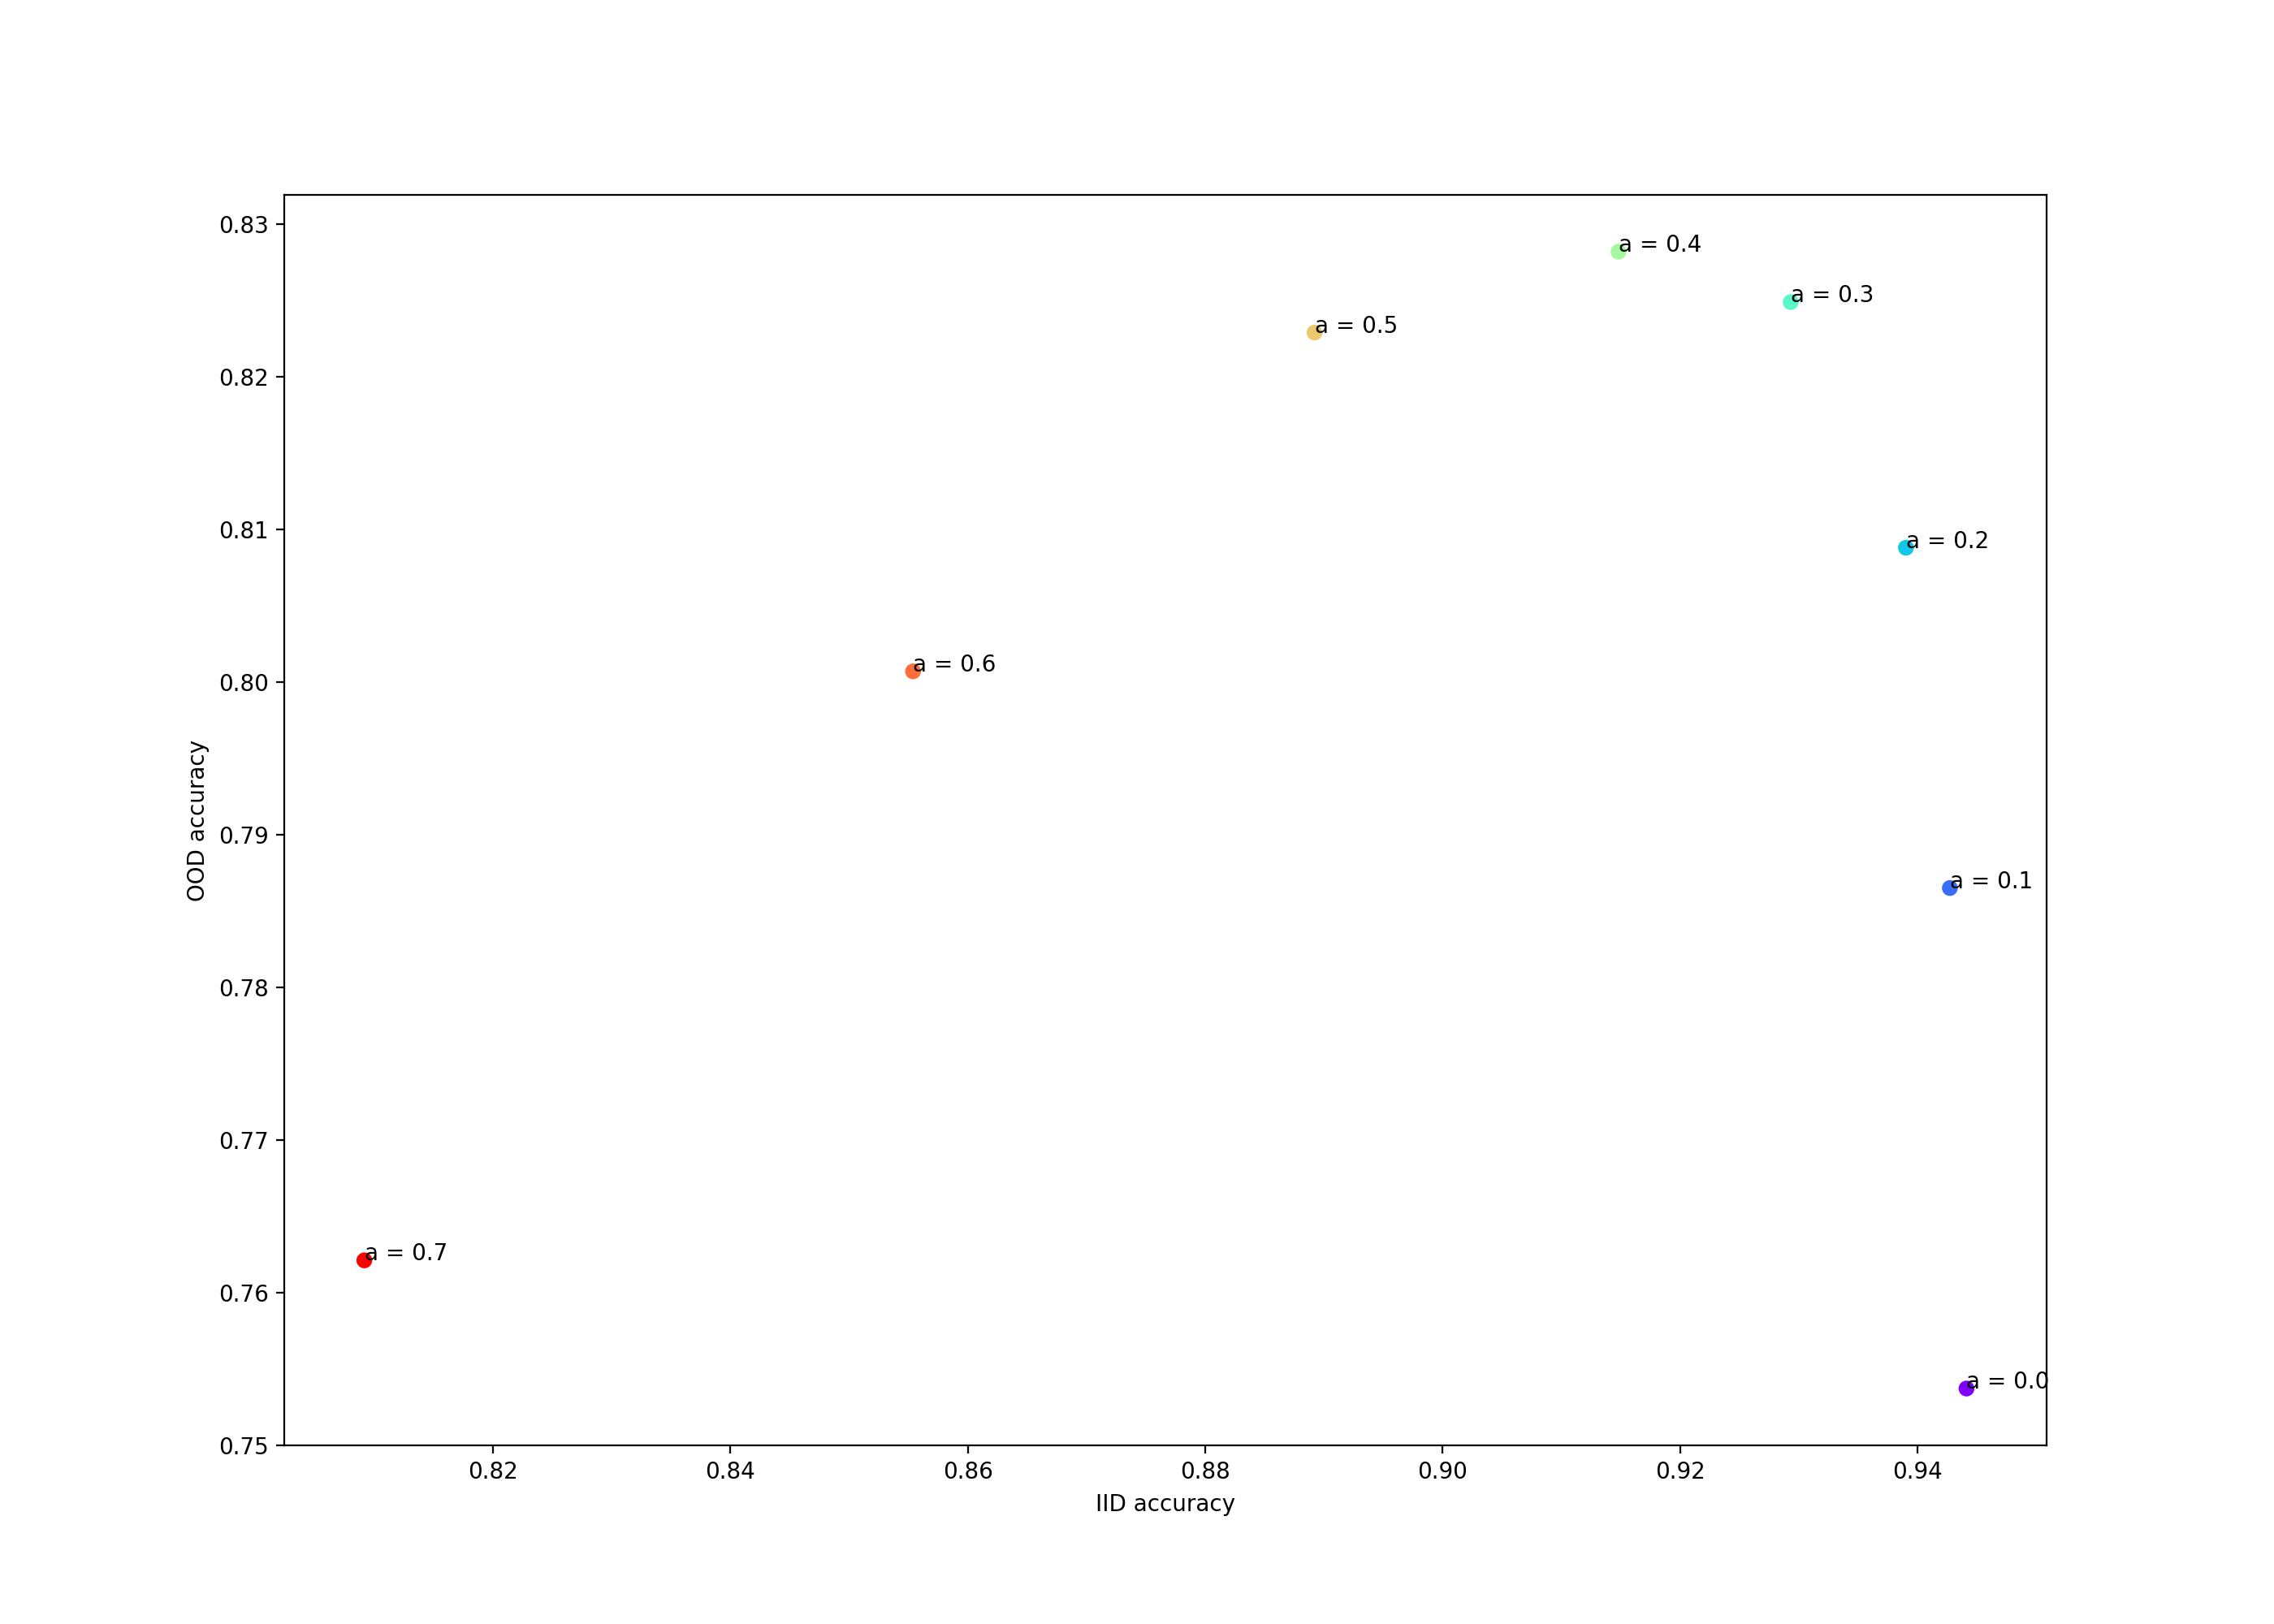 0.83
a = 0.4
a = 0.3
a = 0.5
0.82
0.81
a = 0.2
a = 0.6
0.80
OOD accuracy
0.79
a = 0.1
0.78
0.77
a = 0.7
0.76
a = 0.0
0.75
0.82 0.84 0.86 0.88 0.90 0.92 0.94
IID accuracy